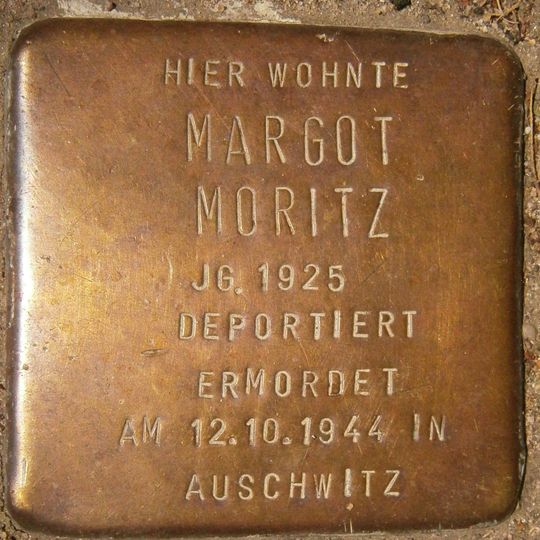 HIER WOHNTE
MARGOT
MORITZ
JG. 1925
DEPORTIERT
ERMORDET
AM 12.10.1944 IN
AUSCHWITZ